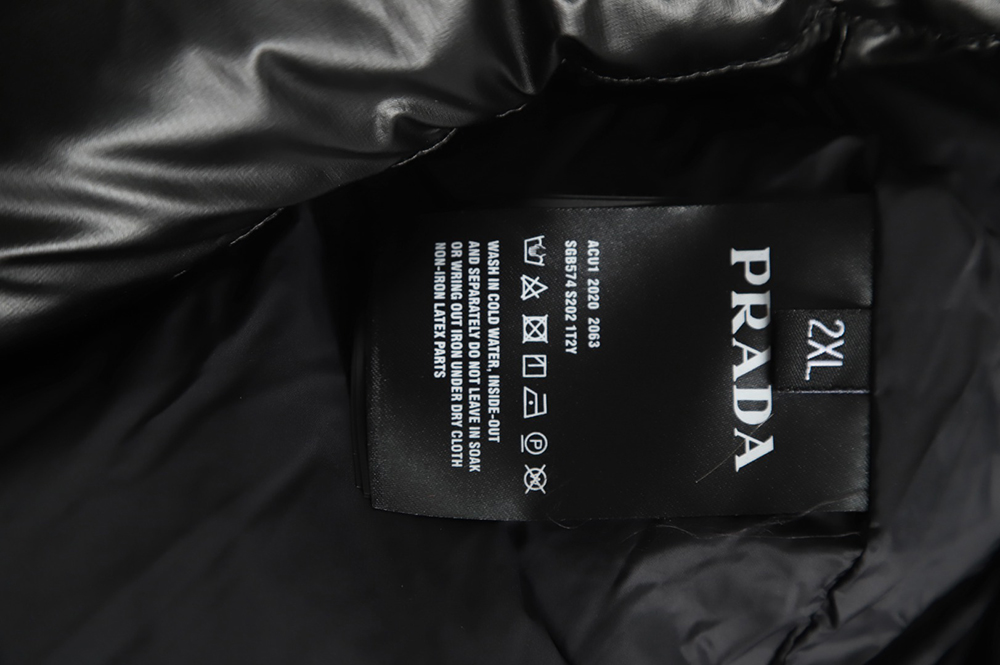 2XL
PRADA
ACU1 2020 2063
SGB574 S202 1T2Y
P
WASH IN COLD WATER, INSIDE-OUT
AND SEPARATELY DO NOT LEAVE IN SOAK
OR WRING OUT IRON UNDER DRY CLOTH
NON-IRON LATEX PARTS